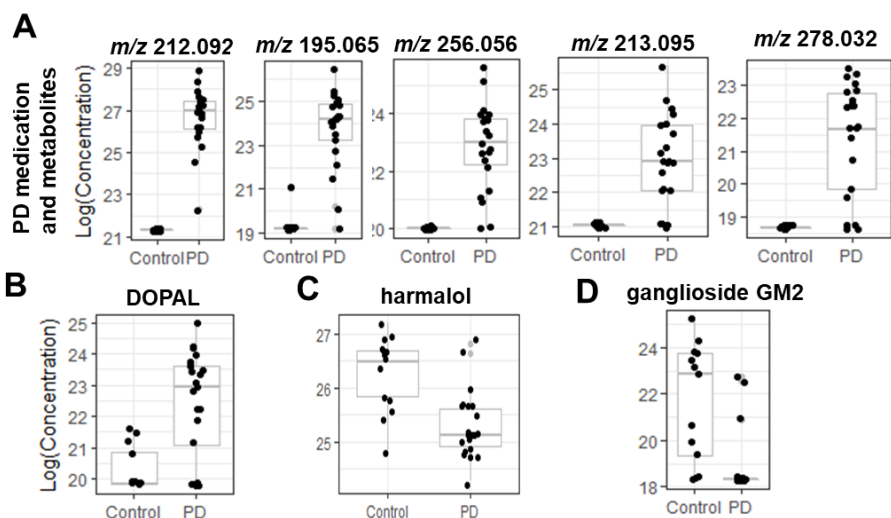 A
PD medication
and metabolites
Log(Concentration)
m/z 212.092
29
27
25
23
21
Control PD
m/z 195.065
25
23
21
19
Control PD
m/z 256.056
24
22
20
Control PD
m/z 213.095
25
24
23
22
21
Control PD
m/z 278.032
23
22
21
20
19
Control PD
B
DOPAL
Log(Concentration)
25
24
23
22
21
20
Control PD
C
harmalol
27
26
25
Control PD
D
ganglioside GM2
24
22
20
18
Control PD